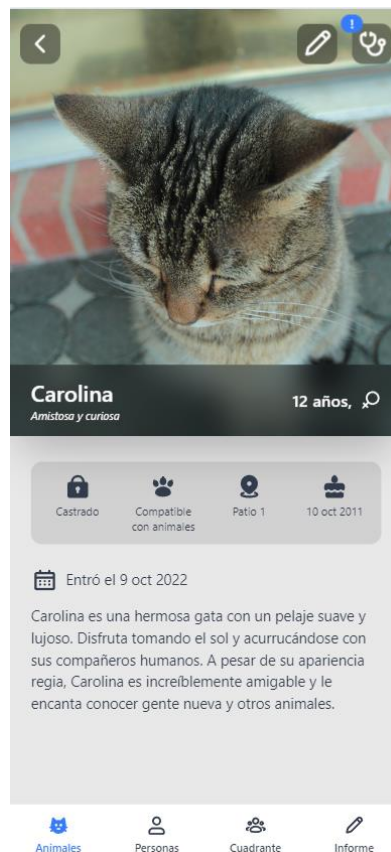 !
Carolina
Amistosa y curiosa
12 años,
Castrado
Compatible
con animales
Patio 1
10 oct 2011
Entró el 9 oct 2022
Carolina es una hermosa gata con un pelaje suave y
lujoso. Disfruta tomando el sol y acurrucándose con
sus compañeros humanos. A pesar de su apariencia
regia, Carolina es increíblemente amigable y le
encanta conocer gente nueva y otros animales.
Animales
Personas
Cuadrante
Informe